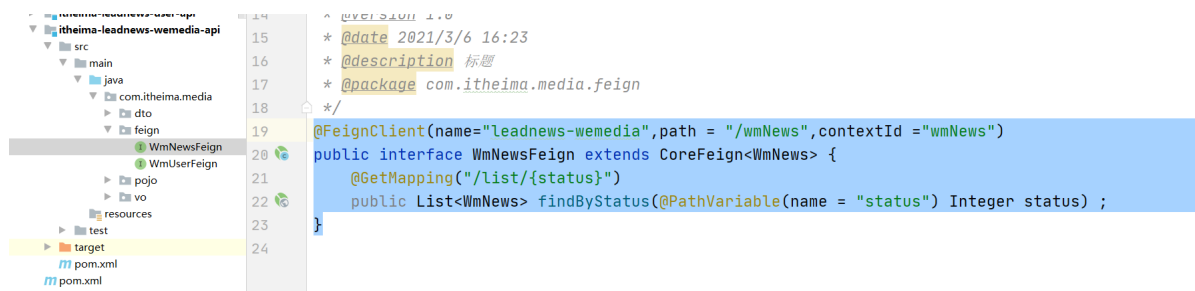 itheima-leadnews-user-api
itheima-leadnews-wemedia-api
src
main
java
com.itheima.media
dto
feign
WmNewsFeign
WmUserFeign
pojo
vo
resources
test
target
pom.xml
pom.xml
14 * @version 1.0
15 * @date 2021/3/6 16:23
16 * @description 标题
17 * @package com.itheima.media.feign
18 */
19 @FeignClient(name="leadnews-wemedia",path = "/wmNews",contextId ="wmNews")
20 public interface WmNewsFeign extends CoreFeign<WmNews> {
21 @GetMapping("/list/{status}")
22 public List<WmNews> findByStatus(@PathVariable(name = "status") Integer status) ;
23 }
24